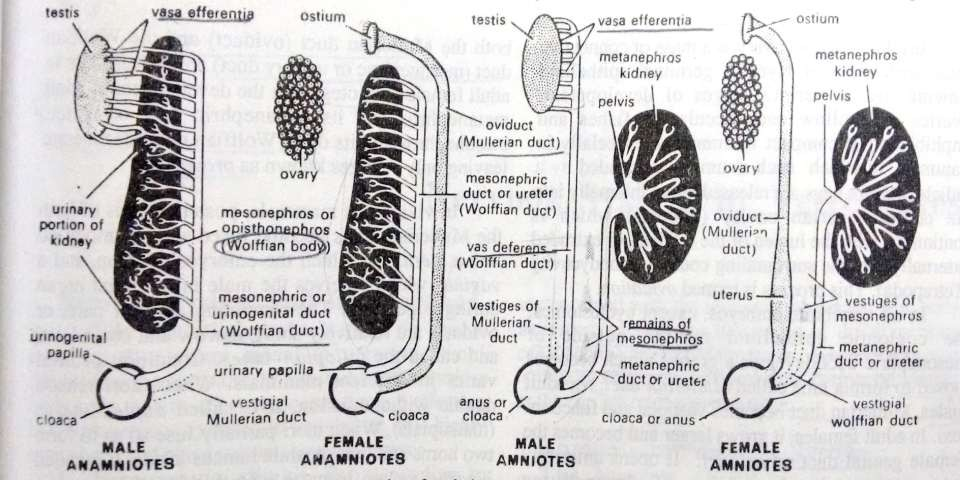 testis
vasa efferentia
ostium
ovary
urinary
portion of
kidney
mesonephros or
opisthonephros
(Wolffian body)
mesonephric
duct or ureter
(Wolffian duct)
mesonephric or
urinogenital duct
(Wolffian duct)
urinogenital
papilla
urinary papilla
cloaca
vestigial
Mullerian duct
cloaca
MALE
ANAMNIOTES
FEMALE
ANAMNIOTES
testis
vasa efferentia
ostium
metanephros
kidney
pelvis
oviduct
(Mullerian duct)
vas deferens
(Wolffian duct)
vestiges of
Mullerian
duct
remains of
mesonephros
metanephric
duct or ureter
anus or
cloaca
cloaca or anus
metanephros
kidney
pelvis
ovary
oviduct
(Mullerian
duct)
uterus
vestiges of
mesonephros
metanephric
duct or ureter
vestigial
wolffian duct
MALE
AMNIOTES
FEMALE
AMNIOTES